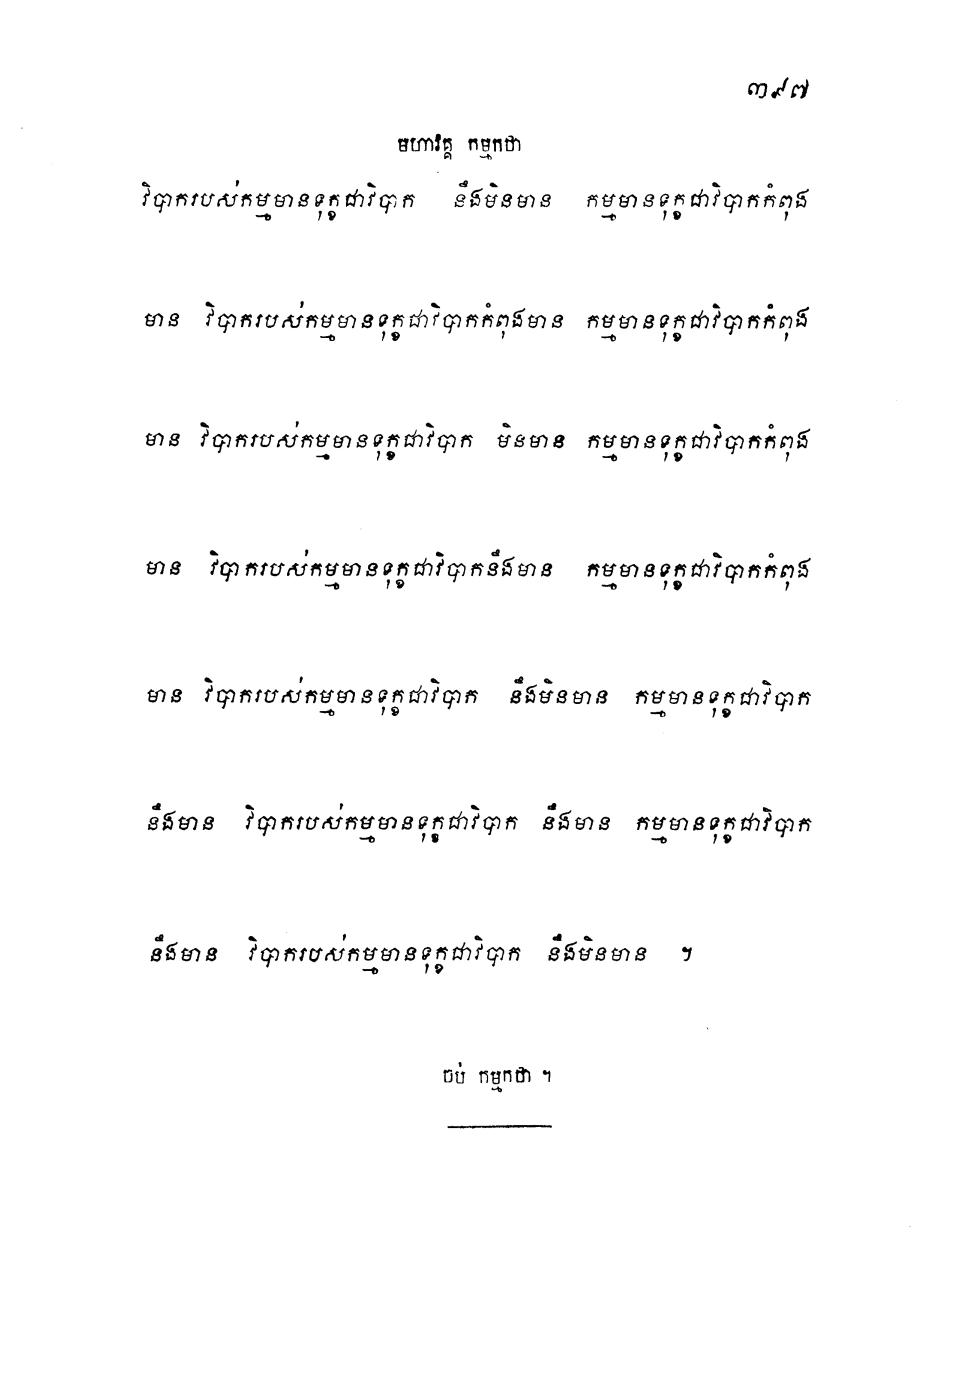 ៣៩៧
មហាវគ្គ កម្មកថា
វិបាករបស់កម្មមានទុក្ខជាវិបាក នឹងមិនមាន កម្មមានទុក្ខជាវិបាកកំពុង
មាន វិបាករបស់កម្មមានទុក្ខជាវិបាកកំពុងមាន កម្មមានទុក្ខជាវិបាកកំពុង
មាន វិបាករបស់កម្មមានទុក្ខជាវិបាក មិនមាន កម្មមានទុក្ខជាវិបាកកំពុង
មាន វិបាករបស់កម្មមានទុក្ខជាវិបាកនឹងមាន កម្មមានទុក្ខជាវិបាកកំពុង
មាន វិបាករបស់កម្មមានទុក្ខជាវិបាក នឹងមិនមាន កម្មមានទុក្ខជាវិបាក
នឹងមាន វិបាករបស់កម្មមានទុក្ខជាវិបាក នឹងមាន កម្មមានទុក្ខជាវិបាក
នឹងមាន វិបាករបស់កម្មមានទុក្ខជាវិបាក នឹងមិនមាន ។
ចប់ កម្មកថា ។